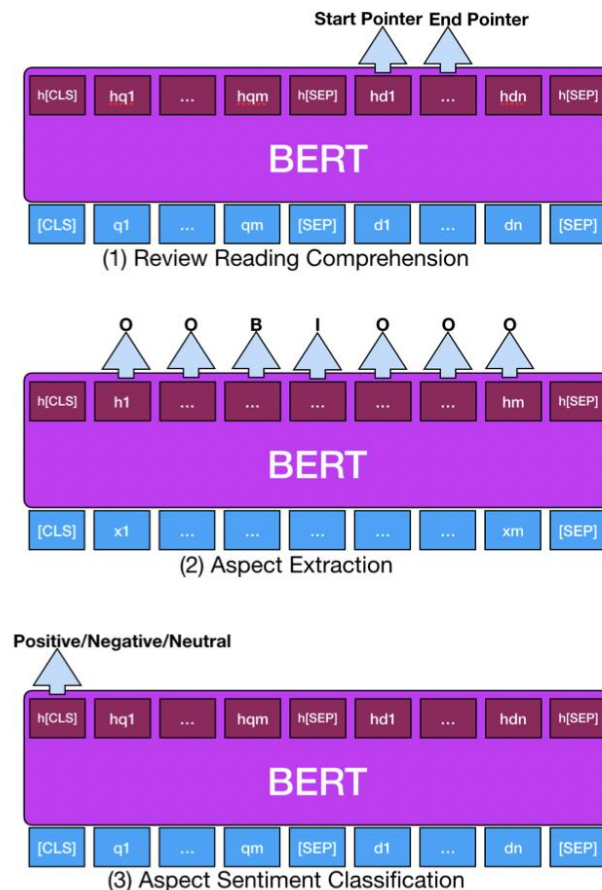 Start Pointer End Pointer
h[CLS] hq1 ... hqm h[SEP] hd1 ... hdn h[SEP]
BERT
[CLS] q1 ... qm [SEP] d1 ... dn [SEP]
(1) Review Reading Comprehension
O O B I O O O
h[CLS] h1 ... ... ... ... ... hm h[SEP]
BERT
[CLS] x1 ... ... ... ... ... xm [SEP]
(2) Aspect Extraction
Positive/Negative/Neutral
h[CLS] hq1 ... hqm h[SEP] hd1 ... hdn h[SEP]
BERT
[CLS] q1 ... qm [SEP] d1 ... dn [SEP]
(3) Aspect Sentiment Classification